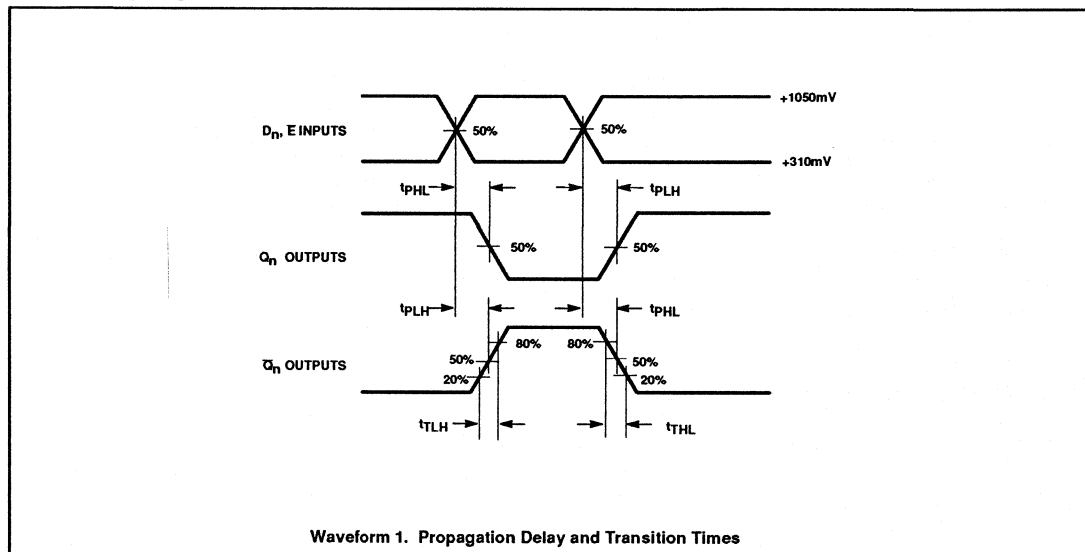 +1050mV
Dn, E̅ INPUTS
50%
50%
+310mV
tPHL
tPLH
Qn OUTPUTS
50%
50%
tPLH
tPHL
80%
80%
Q̅n OUTPUTS
50%
50%
20%
20%
tTLH
tTHL
Waveform 1. Propagation Delay and Transition Times